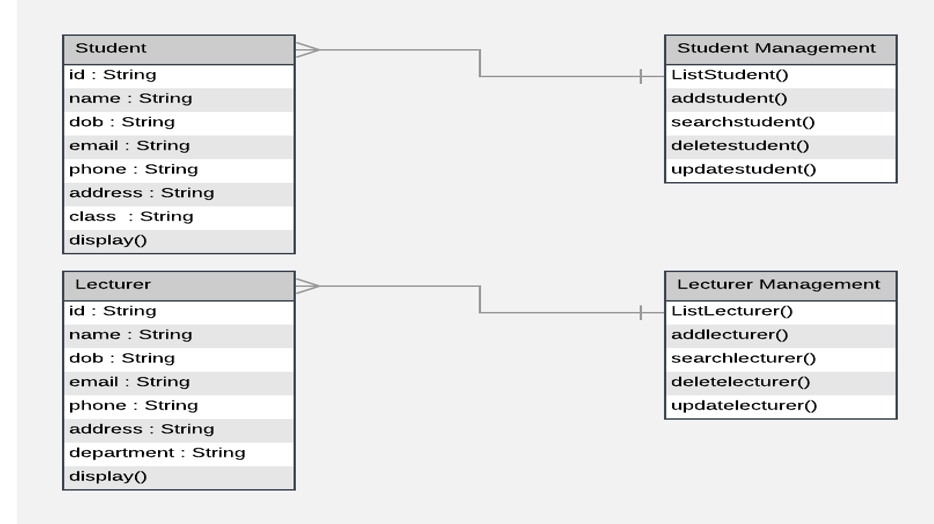 Student
id : String
name : String
dob : String
email : String
phone : String
address : String
class  : String
display()
Student Management
ListStudent()
addstudent()
searchstudent()
deletestudent()
updatestudent()
Lecturer
id : String
name : String
dob : String
email : String
phone : String
address : String
department : String
display()
Lecturer Management
ListLecturer()
addlecturer()
searchlecturer()
deletelecturer()
updatelecturer()